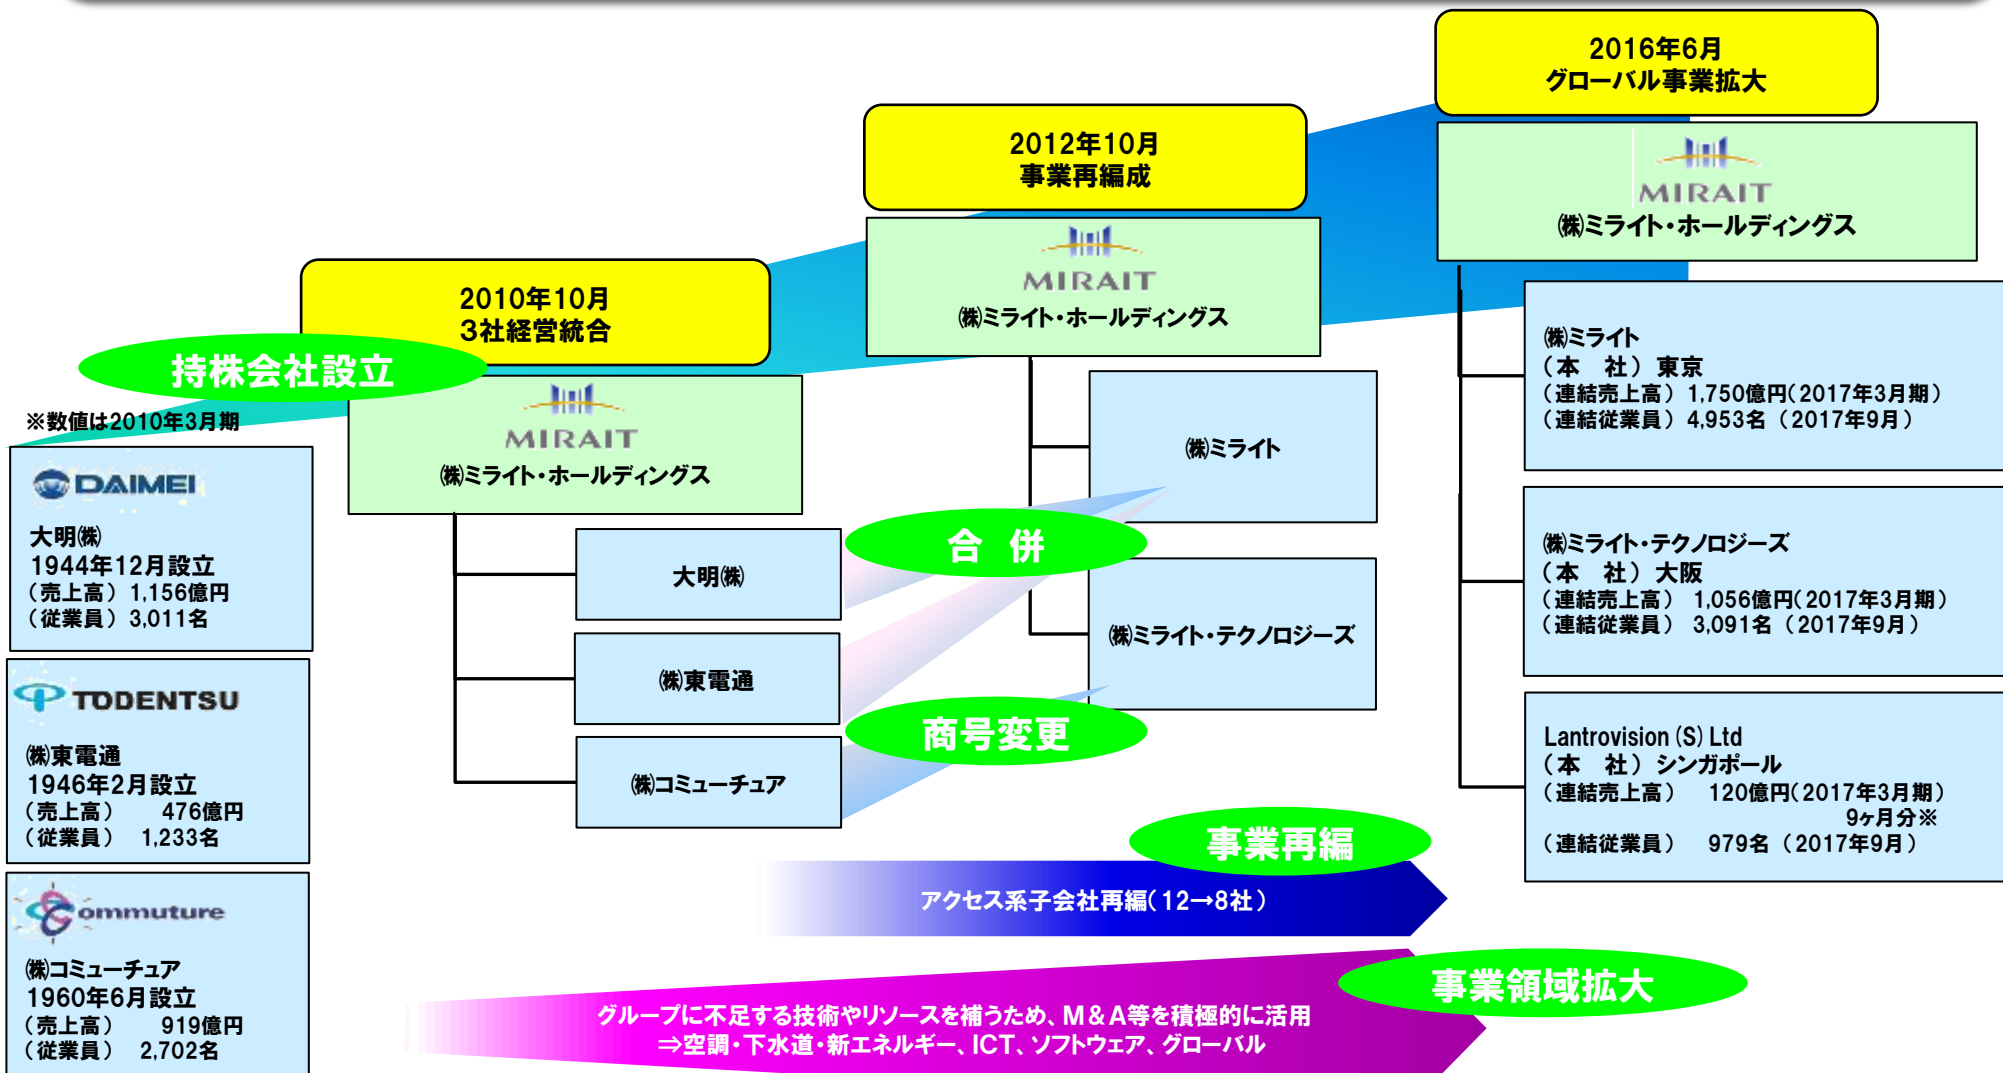 2016年6月
グローバル事業拡大
MIRAIT
㈱ミライト・ホールディングス
2012年10月
事業再編成
MIRAIT
㈱ミライト・ホールディングス
2010年10月
3社経営統合
持株会社設立
MIRAIT
㈱ミライト・ホールディングス
※数値は2010年3月期
DAIMEI
大明㈱
1944年12月設立
（売上高）1,156億円
（従業員）3,011名
TODENTSU
㈱東電通
1946年2月設立
（売上高）　476億円
（従業員）　1,233名
Commuture
㈱コミューチュア
1960年6月設立
（売上高）　919億円
（従業員）　2,702名
大明㈱
㈱東電通
㈱コミューチュア
合 併
商号変更
㈱ミライト
㈱ミライト・テクノロジーズ
㈱ミライト
（本　社）東京
（連結売上高）1,750億円（2017年3月期）
（連結従業員）4,953名（2017年9月）
㈱ミライト・テクノロジーズ
（本　社）大阪
（連結売上高）1,056億円（2017年3月期）
（連結従業員）3,091名（2017年9月）
Lantrovision (S) Ltd
（本　社）シンガポール
（連結売上高）　120億円（2017年3月期）
9ヶ月分※
（連結従業員）　979名（2017年9月）
事業再編
アクセス系子会社再編（12→8社）
事業領域拡大
グループに不足する技術やリソースを補うため、M＆A等を積極的に活用
⇒空調・下水道・新エネルギー、ICT、ソフトウェア、グローバル